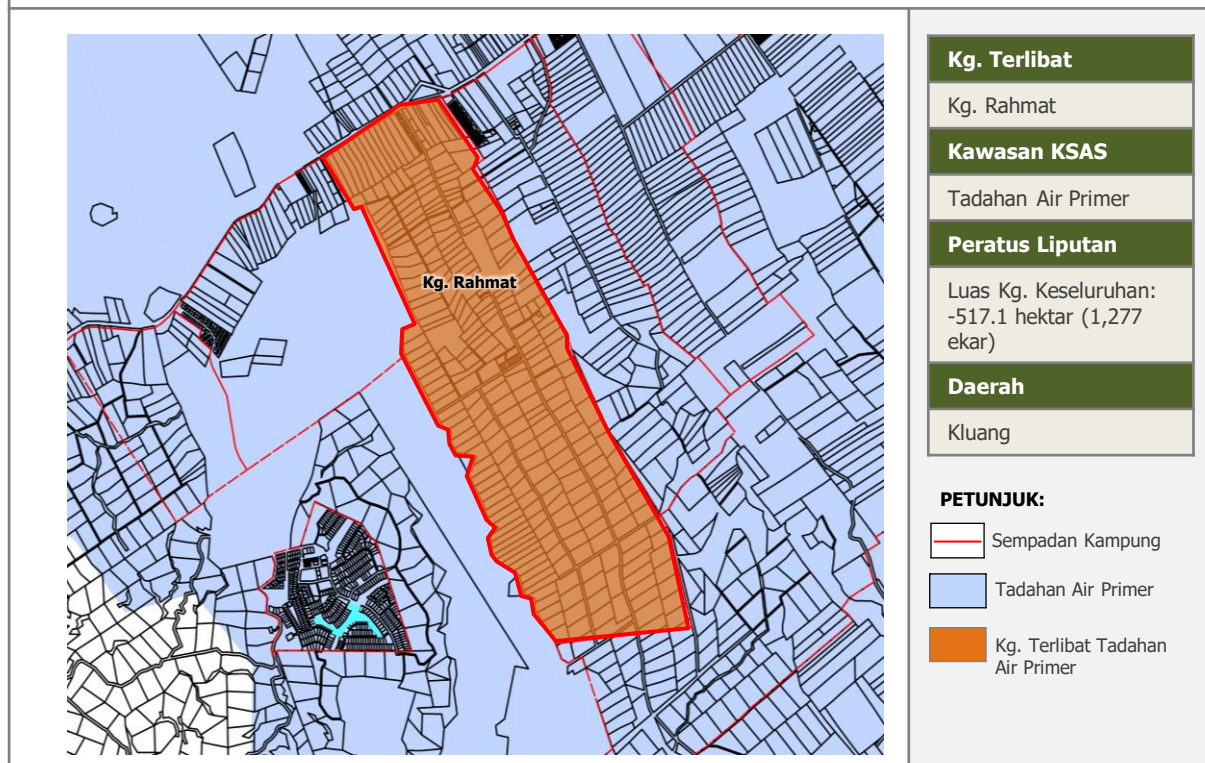 Kg. Rahmat
Kg. Terlibat
Kg. Rahmat
Kawasan KSAS
Tadahan Air Primer
Peratus Liputan
Luas Kg. Keseluruhan:
-517.1 hektar (1,277
ekar)
Daerah
Kluang
PETUNJUK:
Sempadan Kampung
Tadahan Air Primer
Kg. Terlibat Tadahan
Air Primer